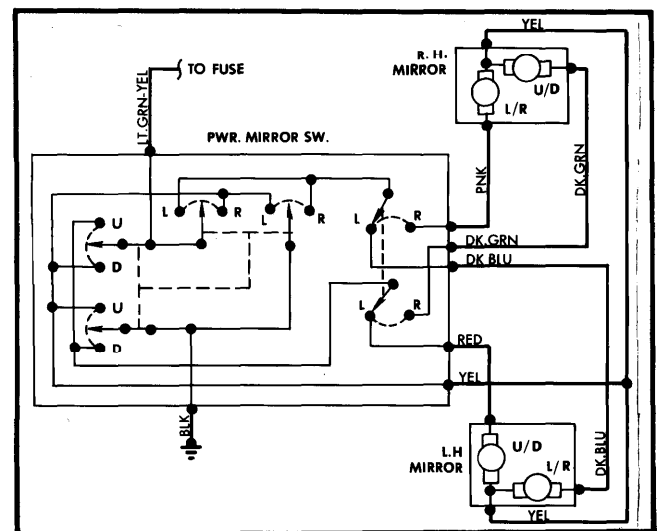 YEL
R. H.
MIRROR
TO FUSE
LT. GRN-YEL
U/D
L/R
PWR. MIRROR SW.
PNK
DK.GRN
L
R
L
R
L
R
U
D
DK.GRN
DK BLU
U
D
L
R
RED
YEL
BLK
L.H
MIRROR
U/D
L/R
DK.BLU
YEL